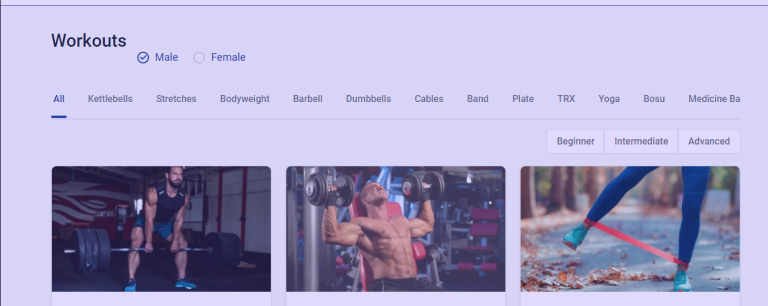 Workouts
Male Female
All Kettlebells Stretches Bodyweight Barbell Dumbbells Cables Band Plate TRX Yoga Bosu Medicine Ba
Beginner Intermediate Advanced